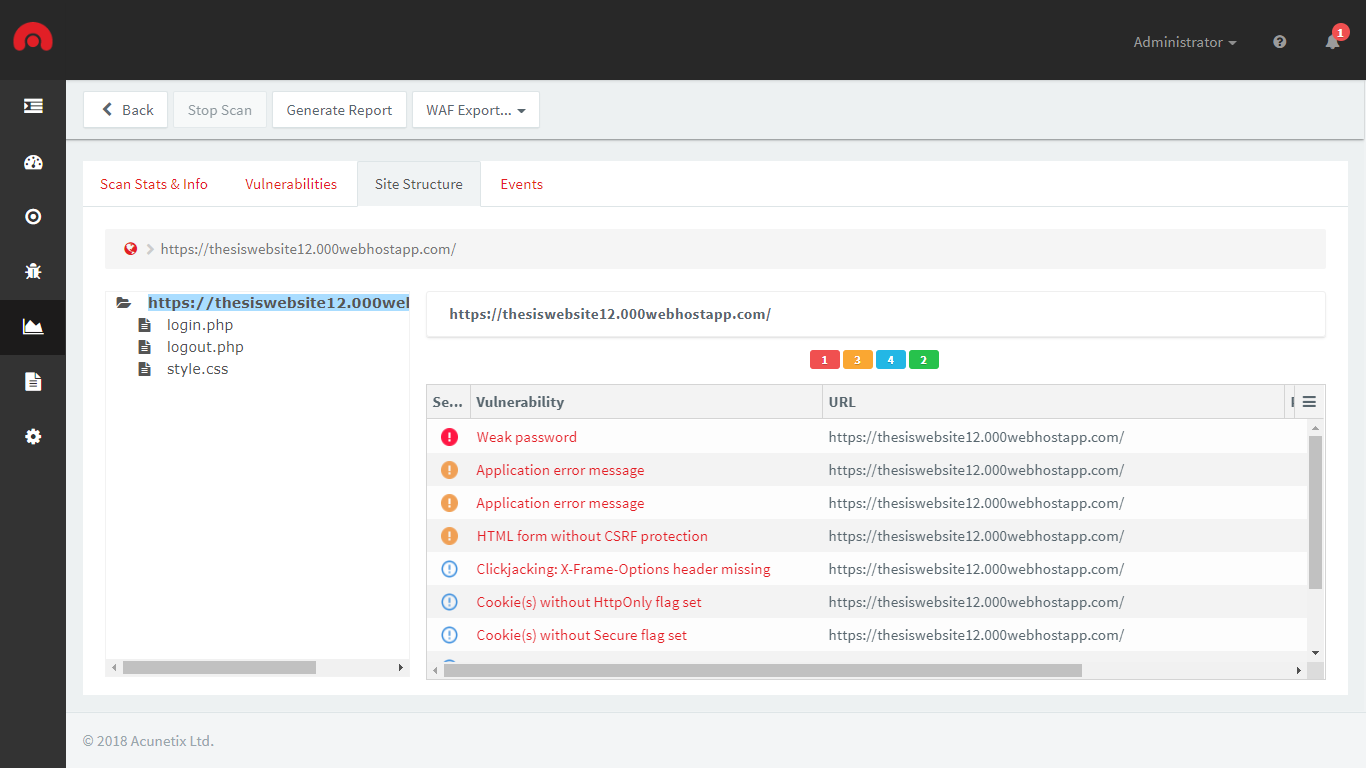 Administrator
1
Back
Stop Scan
Generate Report
WAF Export...
Scan Stats & Info
Vulnerabilities
Site Structure
Events
https://thesiswebsite12.000webhostapp.com/
https://thesiswebsite12.000wel
login.php
logout.php
style.css
https://thesiswebsite12.000webhostapp.com/
1 3 4 2
Se... Vulnerability URL
Weak password https://thesiswebsite12.000webhostapp.com/
Application error message https://thesiswebsite12.000webhostapp.com/
Application error message https://thesiswebsite12.000webhostapp.com/
HTML form without CSRF protection https://thesiswebsite12.000webhostapp.com/
Clickjacking: X-Frame-Options header missing https://thesiswebsite12.000webhostapp.com/
Cookie(s) without HttpOnly flag set https://thesiswebsite12.000webhostapp.com/
Cookie(s) without Secure flag set https://thesiswebsite12.000webhostapp.com/
© 2018 Acunetix Ltd.